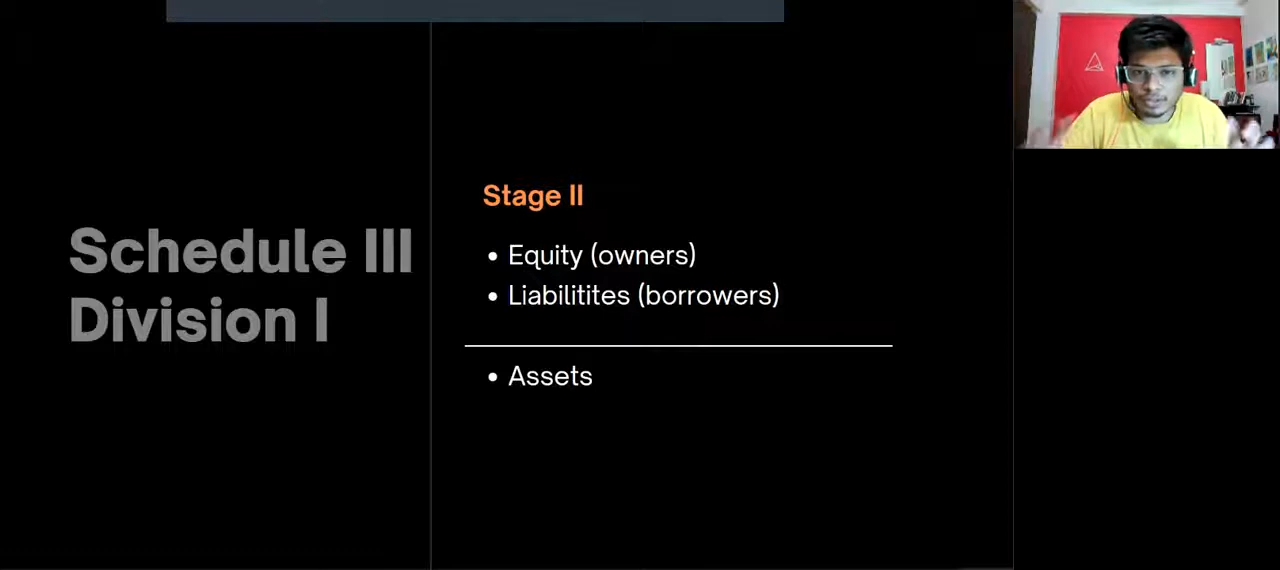 Schedule III
Division I
Stage II
• Equity (owners)
• Liabilitites (borrowers)
• Assets